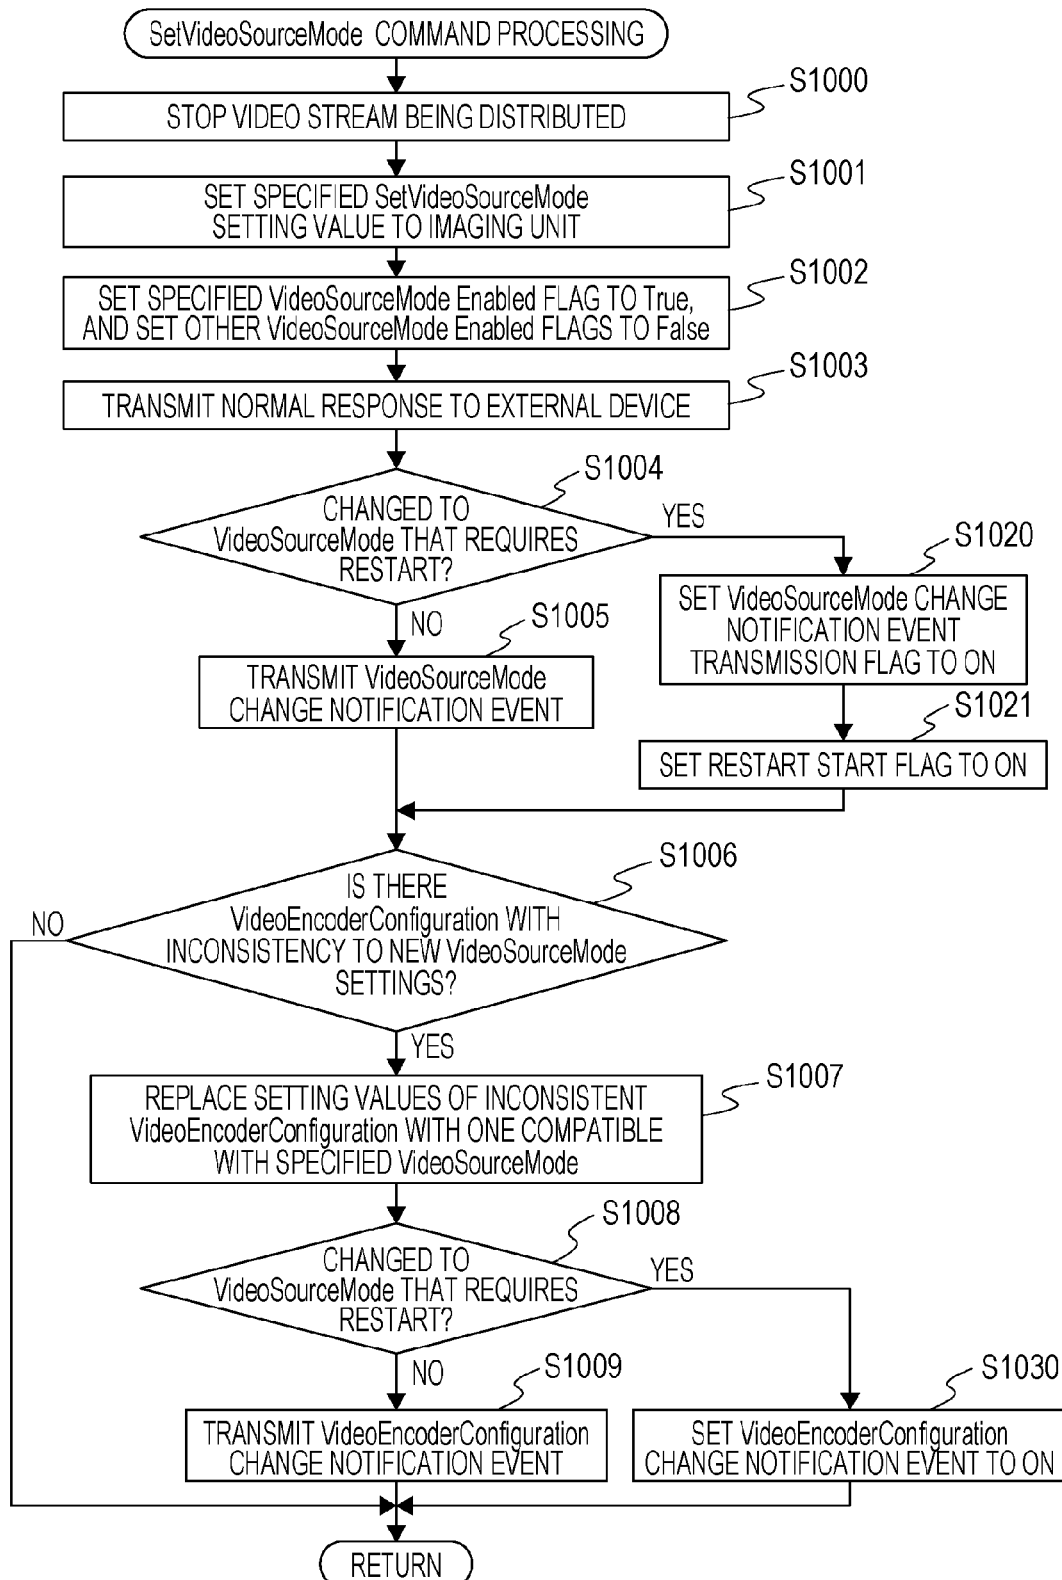 SetVideoSourceMode COMMAND PROCESSING
S1000
STOP VIDEO STREAM BEING DISTRIBUTED
S1001
SET SPECIFIED SetVideoSourceMode
SETTING VALUE TO IMAGING UNIT
S1002
SET SPECIFIED VideoSourceMode Enabled FLAG TO True,
AND SET OTHER VideoSourceMode Enabled FLAGS TO False
S1003
TRANSMIT NORMAL RESPONSE TO EXTERNAL DEVICE
S1004
CHANGED TO
VideoSourceMode THAT REQUIRES
RESTART?
YES
NO
S1020
SET VideoSourceMode CHANGE
NOTIFICATION EVENT
TRANSMISSION FLAG TO ON
S1005
TRANSMIT VideoSourceMode
CHANGE NOTIFICATION EVENT
S1021
SET RESTART START FLAG TO ON
S1006
IS THERE
VideoEncoderConfiguration WITH
INCONSISTENCY TO NEW VideoSourceMode
SETTINGS?
NO
YES
S1007
REPLACE SETTING VALUES OF INCONSISTENT
VideoEncoderConfiguration WITH ONE COMPATIBLE
WITH SPECIFIED VideoSourceMode
S1008
CHANGED TO
VideoSourceMode THAT REQUIRES
RESTART?
YES
NO
S1009
TRANSMIT VideoEncoderConfiguration
CHANGE NOTIFICATION EVENT
S1030
SET VideoEncoderConfiguration
CHANGE NOTIFICATION EVENT TO ON
RETURN